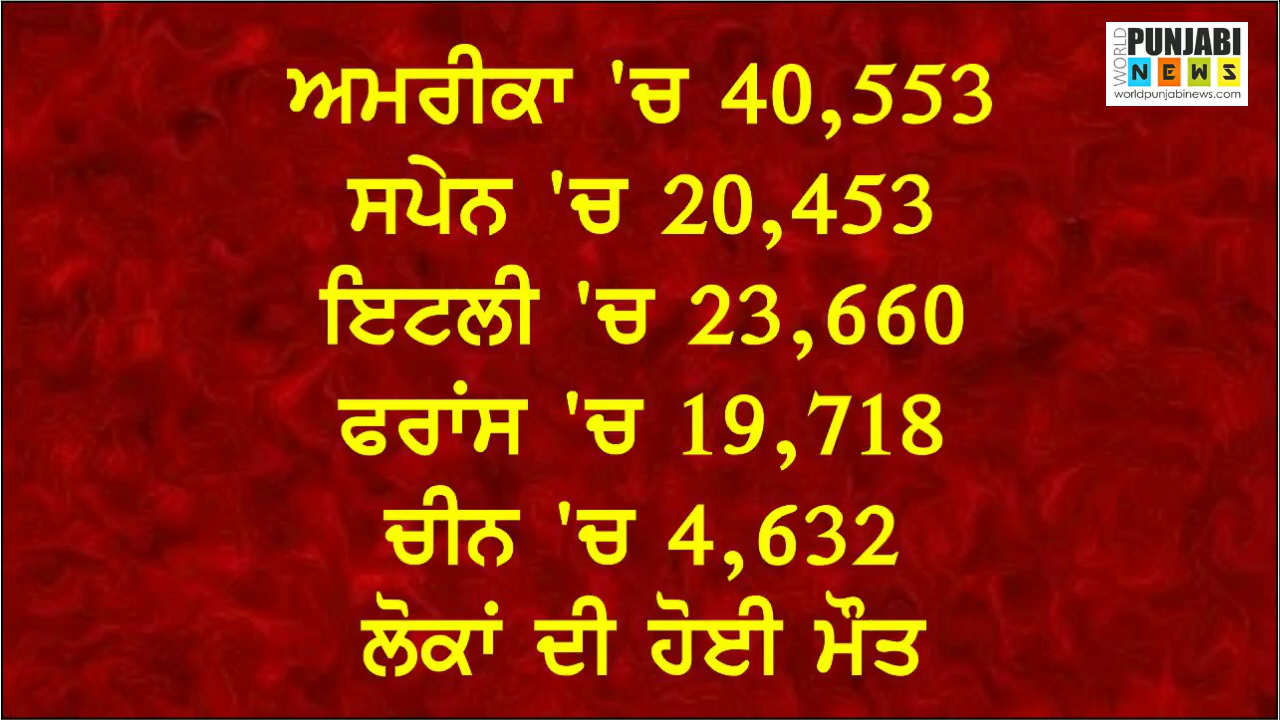 WORLD PUNJABI
NEWS
worldpunjabinews.com
ਅਮਰੀਕਾ 'ਚ 40,553
ਸਪੇਨ 'ਚ 20,453
ਇਟਲੀ 'ਚ 23,660
ਫਰਾਂਸ 'ਚ 19,718
ਚੀਨ 'ਚ 4,632
ਲੋਕਾਂ ਦੀ ਹੋਈ ਮੌਤ